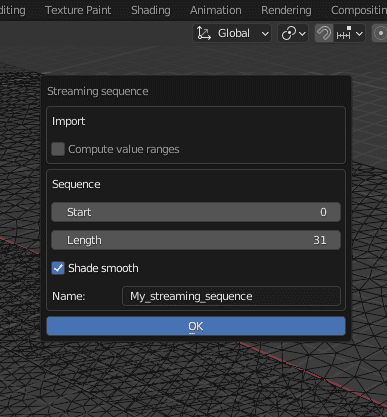 diting Texture Paint Shading Animation Rendering Compositin
Global
Streaming sequence
Import
Compute value ranges
Sequence
Start 0
Length 31
Shade smooth
Name: My_streaming_sequence
OK